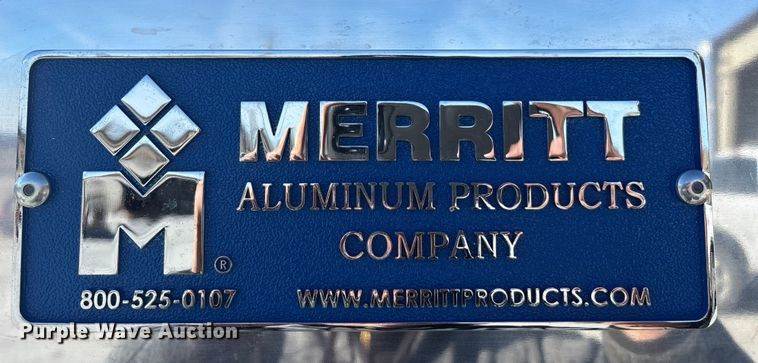 MERRITT
ALUMINUM PRODUCTS
COMPANY
M®
800-525-0107
WWW.MERRITTPRODUCTS.COM
Purple Wave Auction